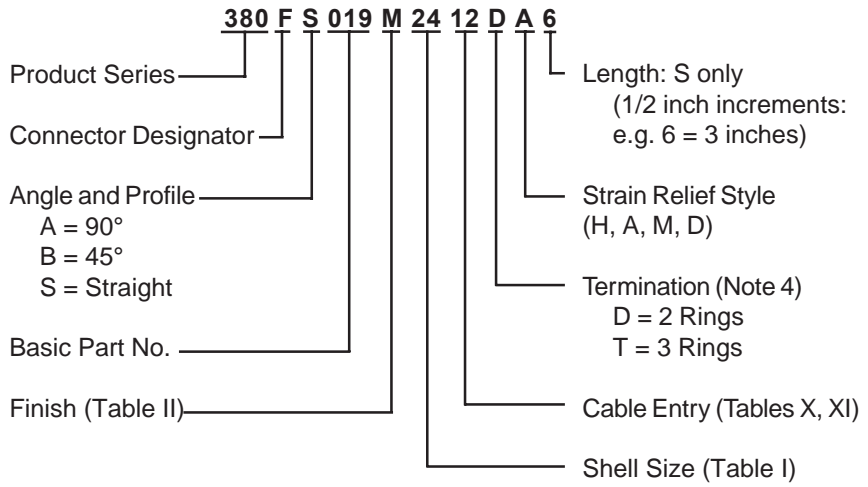 380 F S 019 M 24 12 D A 6
Product Series
Connector Designator
Angle and Profile
A = 90°
B = 45°
S = Straight
Basic Part No.
Finish (Table II)
Length: S only
(1/2 inch increments:
e.g. 6 = 3 inches)
Strain Relief Style
(H, A, M, D)
Termination (Note 4)
D = 2 Rings
T = 3 Rings
Cable Entry (Tables X, XI)
Shell Size (Table I)